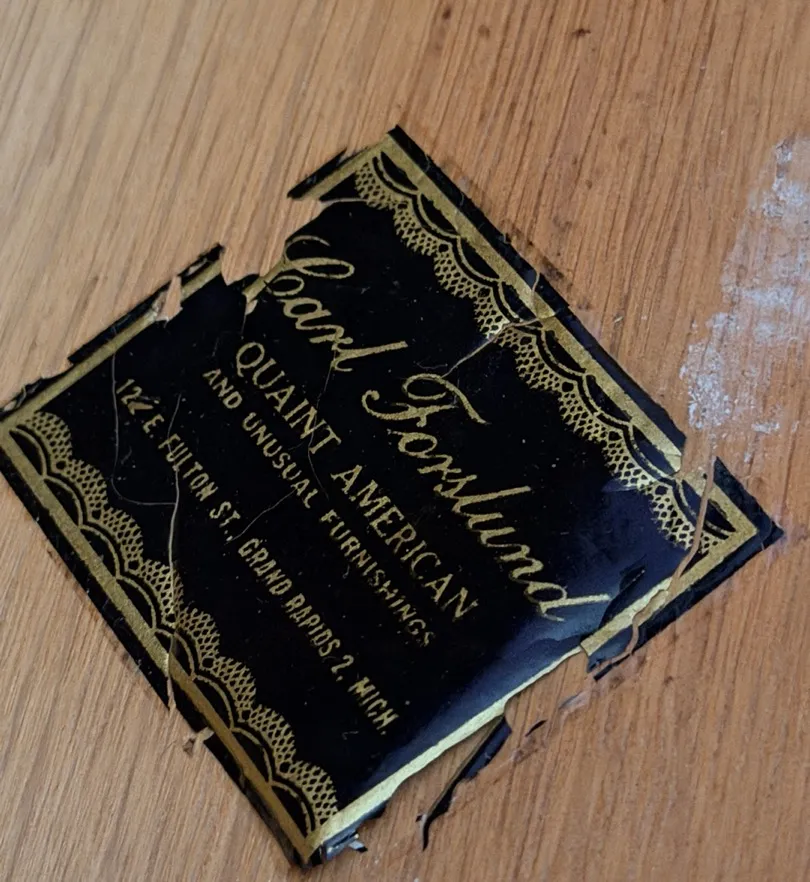 Carl Forslund
QUAINT AMERICAN
AND UNUSUAL FURNISHINGS
122 E FULTON ST., GRAND RAPIDS 2, MICH.